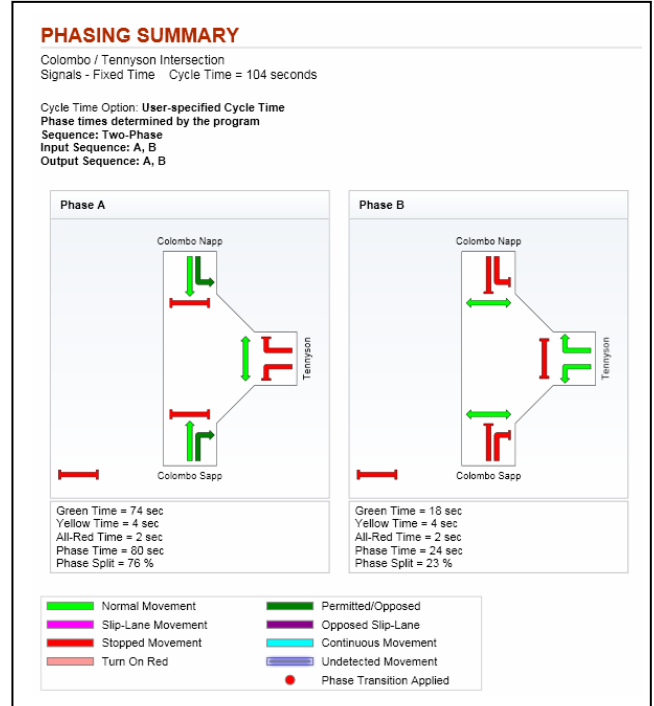 PHASING SUMMARY
Colombo / Tennyson Intersection
Signals - Fixed Time Cycle Time = 104 seconds
Cycle Time Option: User-specified Cycle Time
Phase times determined by the program
Sequence: Two-Phase
Input Sequence: A, B
Output Sequence: A, B
Phase A
Colombo Napp
Tennyson
Colombo Sapp
Green Time = 74 sec
Yellow Time = 4 sec
All-Red Time = 2 sec
Phase Time = 80 sec
Phase Split = 76 %
Phase B
Colombo Napp
Tennyson
Colombo Sapp
Green Time = 18 sec
Yellow Time = 4 sec
All-Red Time = 2 sec
Phase Time = 24 sec
Phase Split = 23 %
Normal Movement
Slip-Lane Movement
Stopped Movement
Turn On Red
Permitted/Opposed
Opposed Slip-Lane
Continuous Movement
Undetected Movement
Phase Transition Applied